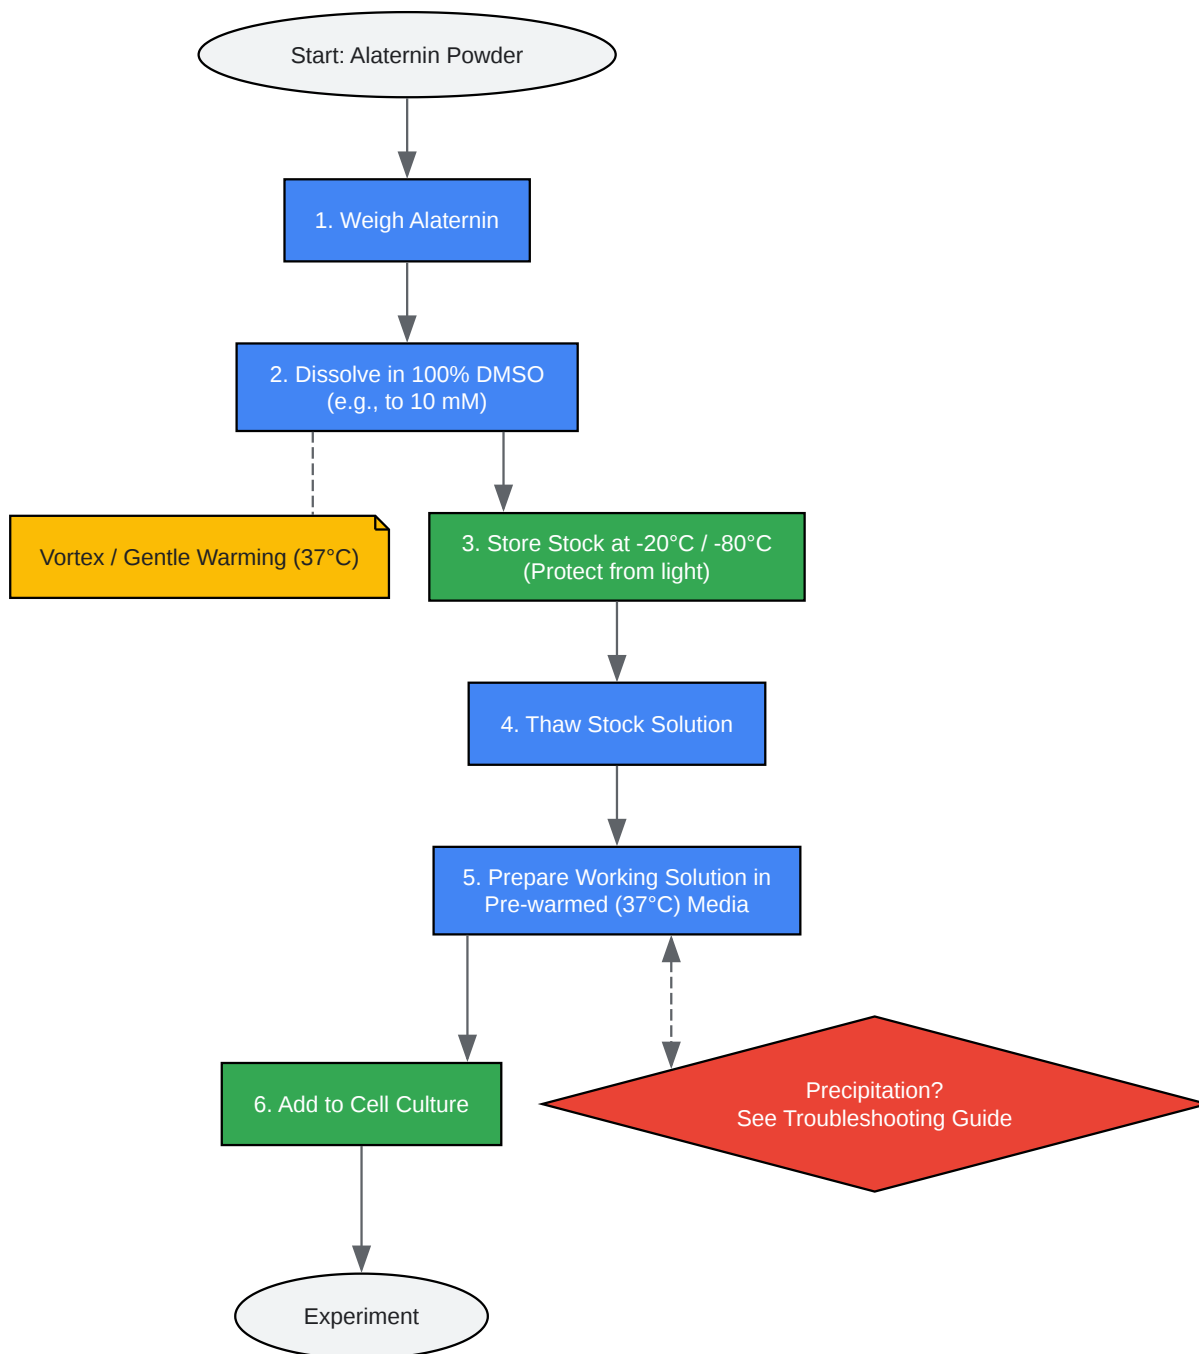 Start: Alaternin Powder
1. Weigh Alaternin
2. Dissolve in 100% DMSO
(e.g., to 10 mM)
Vortex / Gentle Warming (37°C)
3. Store Stock at -20°C / -80°C
(Protect from light)
4. Thaw Stock Solution
5. Prepare Working Solution in
Pre-warmed (37°C) Media
6. Add to Cell Culture
Precipitation?
See Troubleshooting Guide
Experiment